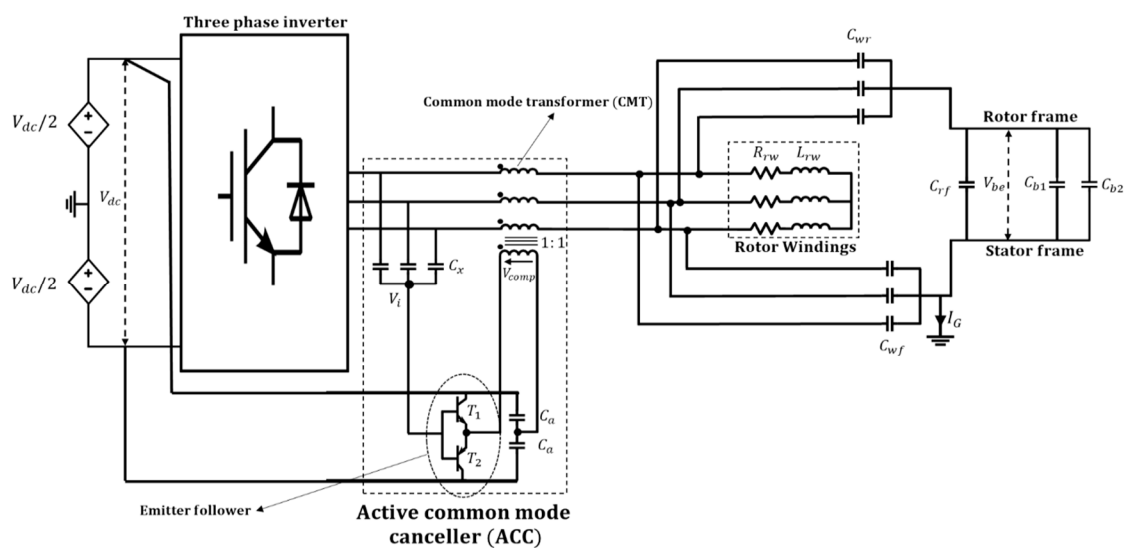 Three phase inverter
V_dc/2
V_dc
V_dc/2
Common mode transformer (CMT)
1:1
V_comp
C_x
V_i
T_1
T_2
C_a
C_a
Emitter follower
Active common mode
canceller (ACC)
C_wr
R_rw L_rw
Rotor Windings
C_wf
I_G
Rotor frame
C_rf V_be C_b1 C_b2
Stator frame